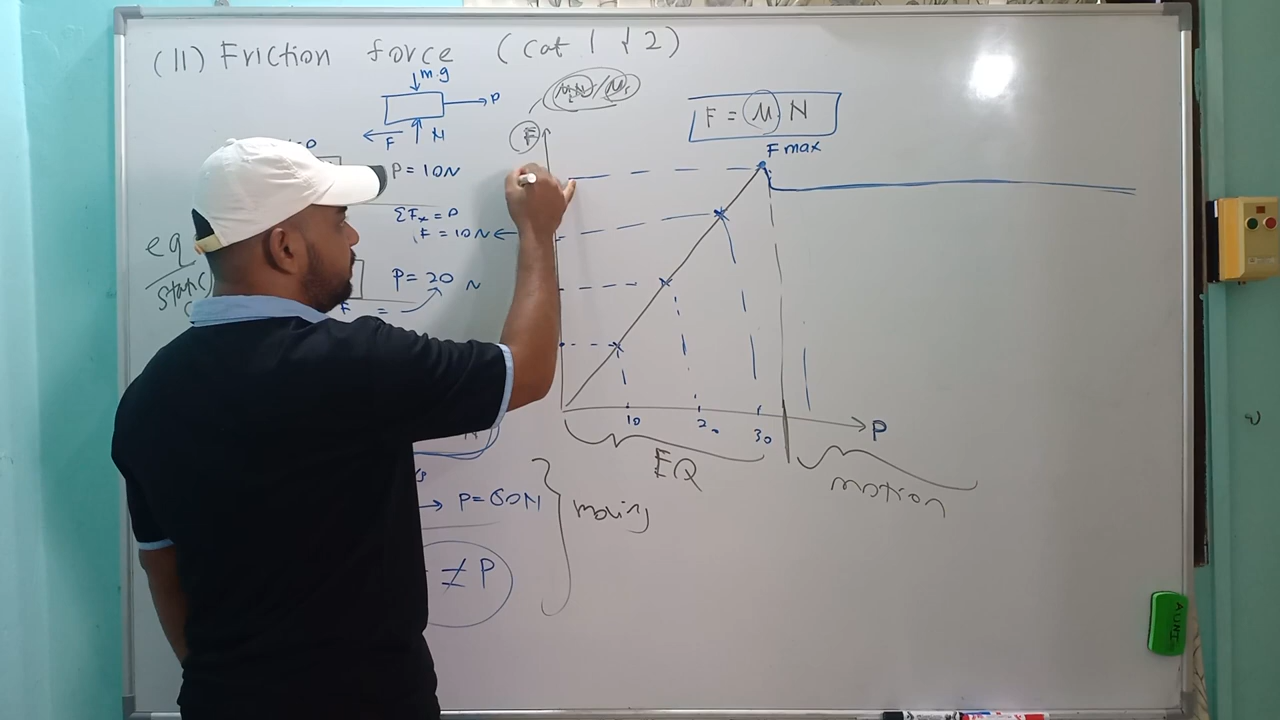 (11) Friction force (cat 1 & 2)
m.g
P
F
N
F = M N
F
F max
P = 10N
ΣFx = P
F = 10N
eq
static
P = 20 N
F =
10
30
P
EQ
motion
P=60N
moving
≠ P